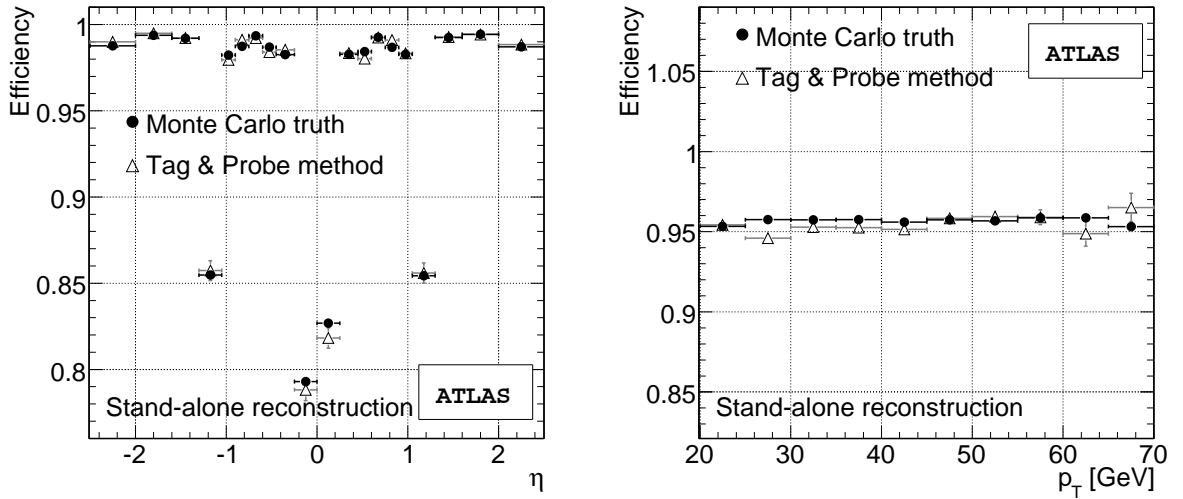 Efficiency
1
0.95
0.9
0.85
0.8
Monte Carlo truth
Tag & Probe method
Stand-alone reconstruction
ATLAS
-2 -1 0 1 2
η
Efficiency
1.05
1
0.95
0.9
0.85
Monte Carlo truth
Tag & Probe method
ATLAS
Stand-alone reconstruction
20 30 40 50 60 70
p_T [GeV]